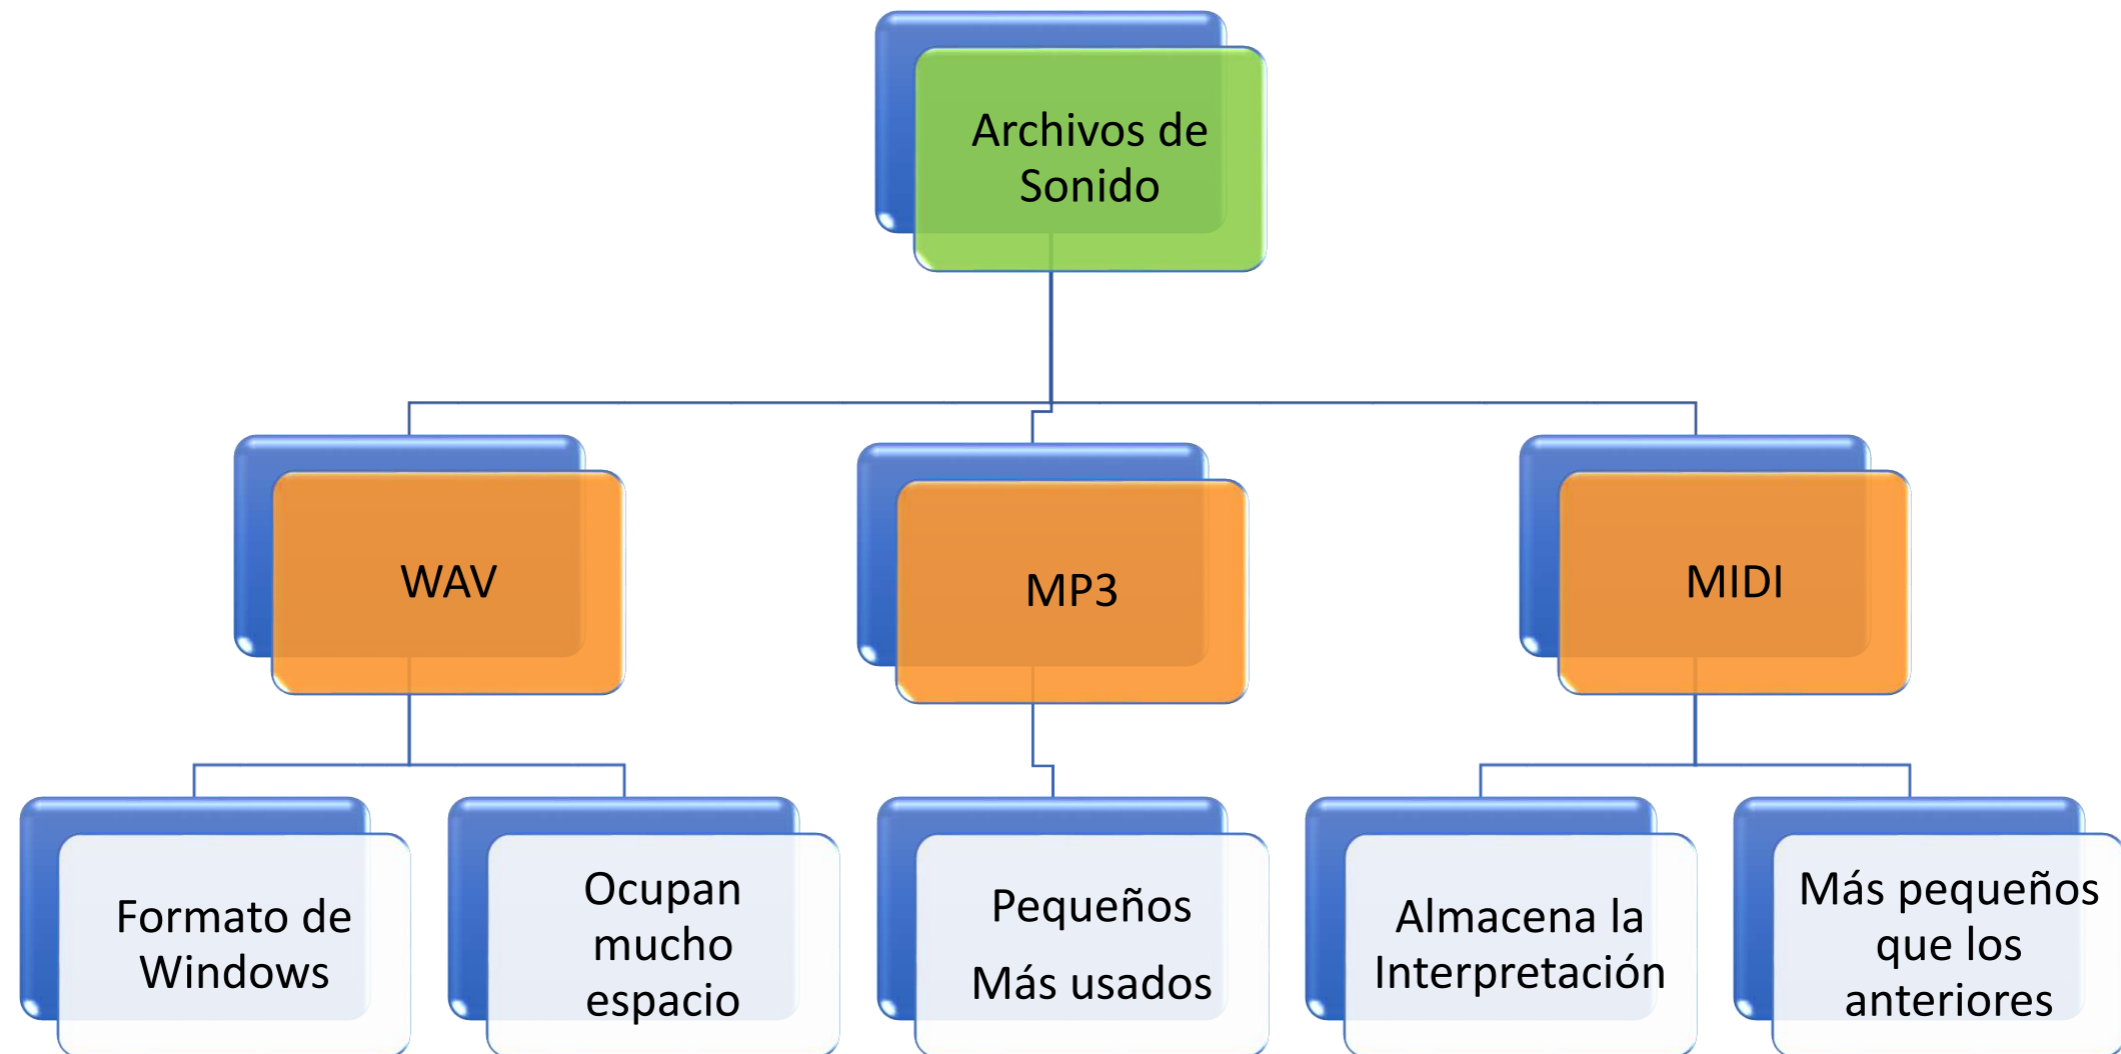 Archivos de
Sonido
WAV
MP3
MIDI
Formato de
Windows
Ocupan
mucho
espacio
Pequeños
Más usados
Almacena la
Interpretación
Más pequeños
que los
anteriores